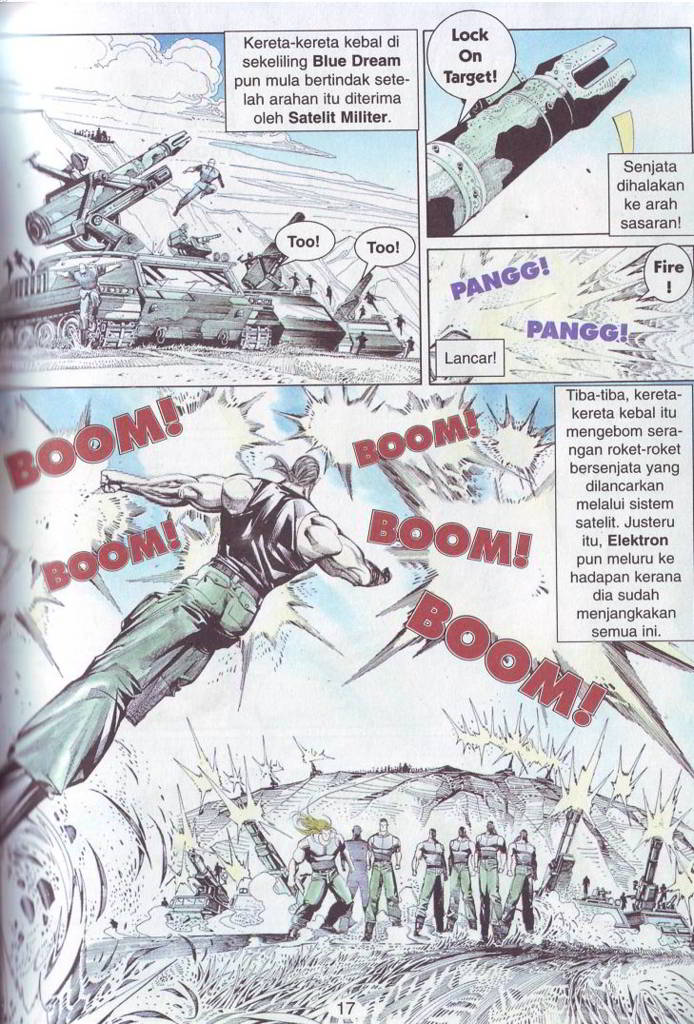 Kereta-kereta kebal di
sekeliling Blue Dream
pun mula bertindak sete-
lah arahan itu diterima
oleh Satelit Militer.
Too!
Too!
Lock
On
Target!
Senjata
dihalakan
ke arah
sasaran!
PANGG!
PANGG!
Fire
!
Lancar!
BOOM!
BOOM!
BOOM!
BOOM!
BOOM!
Tiba-tiba, kereta-
kereta kebal itu
mengebom sera-
ngan roket-roket
bersenjata yang
dilancarkan
melalui sistem
satelit. Justeru
itu, Elektron
pun meluru ke
hadapan kerana
dia sudah
menjangkakan
semua ini.
17